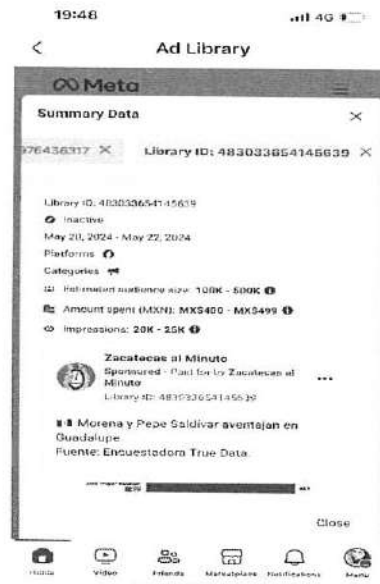 19:48
4G
Ad Library
Meta
Summary Data
976436317 ×
Library ID: 483033654145639 ×
Library ID: 483033654145639
Inactive
May 20, 2024 - May 22, 2024
Platforms
Categories
Estimated audience size: 100K - 500K
Amount spent (MXN): MX$400 - MX$499
Impressions: 20K - 25K
Zacatecas al Minuto
Sponsored - Paid for by Zacatecas al
Minuto
Library ID: 483033654145639
Morena y Pepe Saldívar aventajan en
Guadalupe.
Fuente: Encuestadora True Data.
Close
Home
Video
Friends
Marketplace
Notifications
Menu